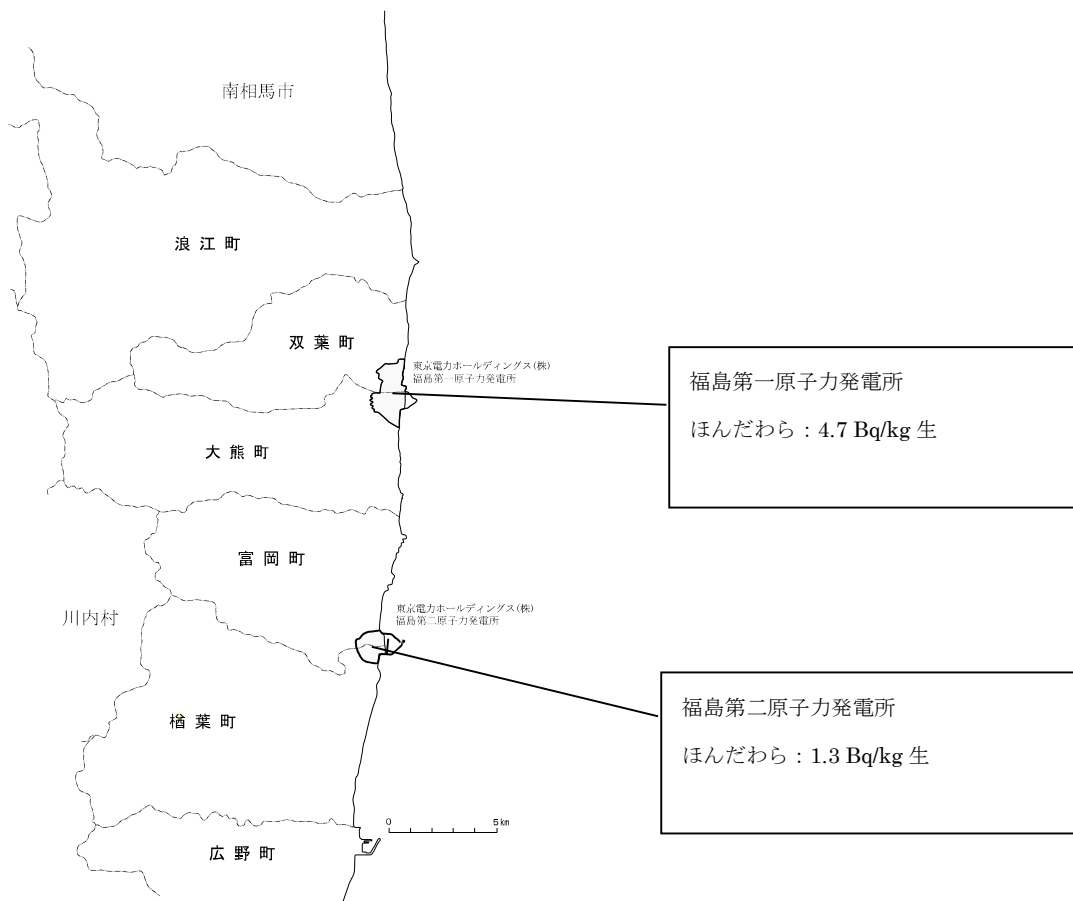 南相馬市
浪江町
双葉町
東京電力ホールディングス(株)
福島第一原子力発電所
福島第一原子力発電所
ほんだわら：4.7 Bq/kg 生
大熊町
富岡町
川内村
東京電力ホールディングス(株)
福島第二原子力発電所
福島第二原子力発電所
ほんだわら：1.3 Bq/kg 生
楢葉町
0 5km
広野町